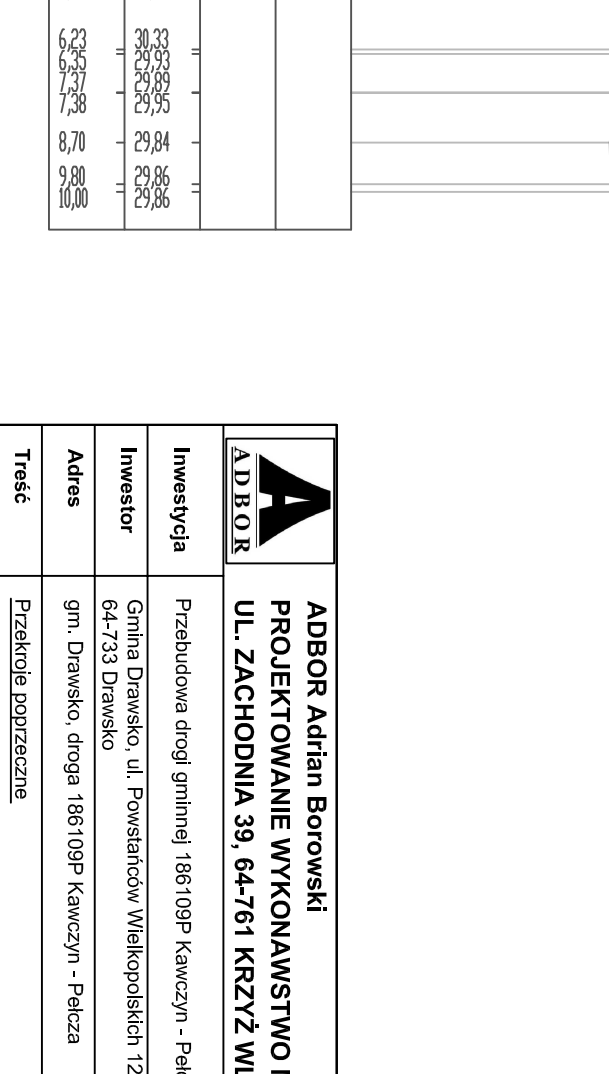 6,23 30,33
6,35 29,93
7,37 29,89
7,38 29,95
8,70 29,84
9,80 29,86
10,00 29,86
A
ADBOR
ADBOR Adrian Borowski
PROJEKTOWANIE WYKONAWSTWO
UL. ZACHODNIA 39, 64-761 KRZYŻ
Inwestycja
Przebudowa drogi gminnej 186109P Kawczyn -
Inwestor
Gmina Drawsko, ul. Powstańców Wielkopolskich 12
64-733 Drawsko
Adres
gm. Drawsko, droga 186109P Kawczyn - Pełcza
Treść
Przekroje poprzeczne